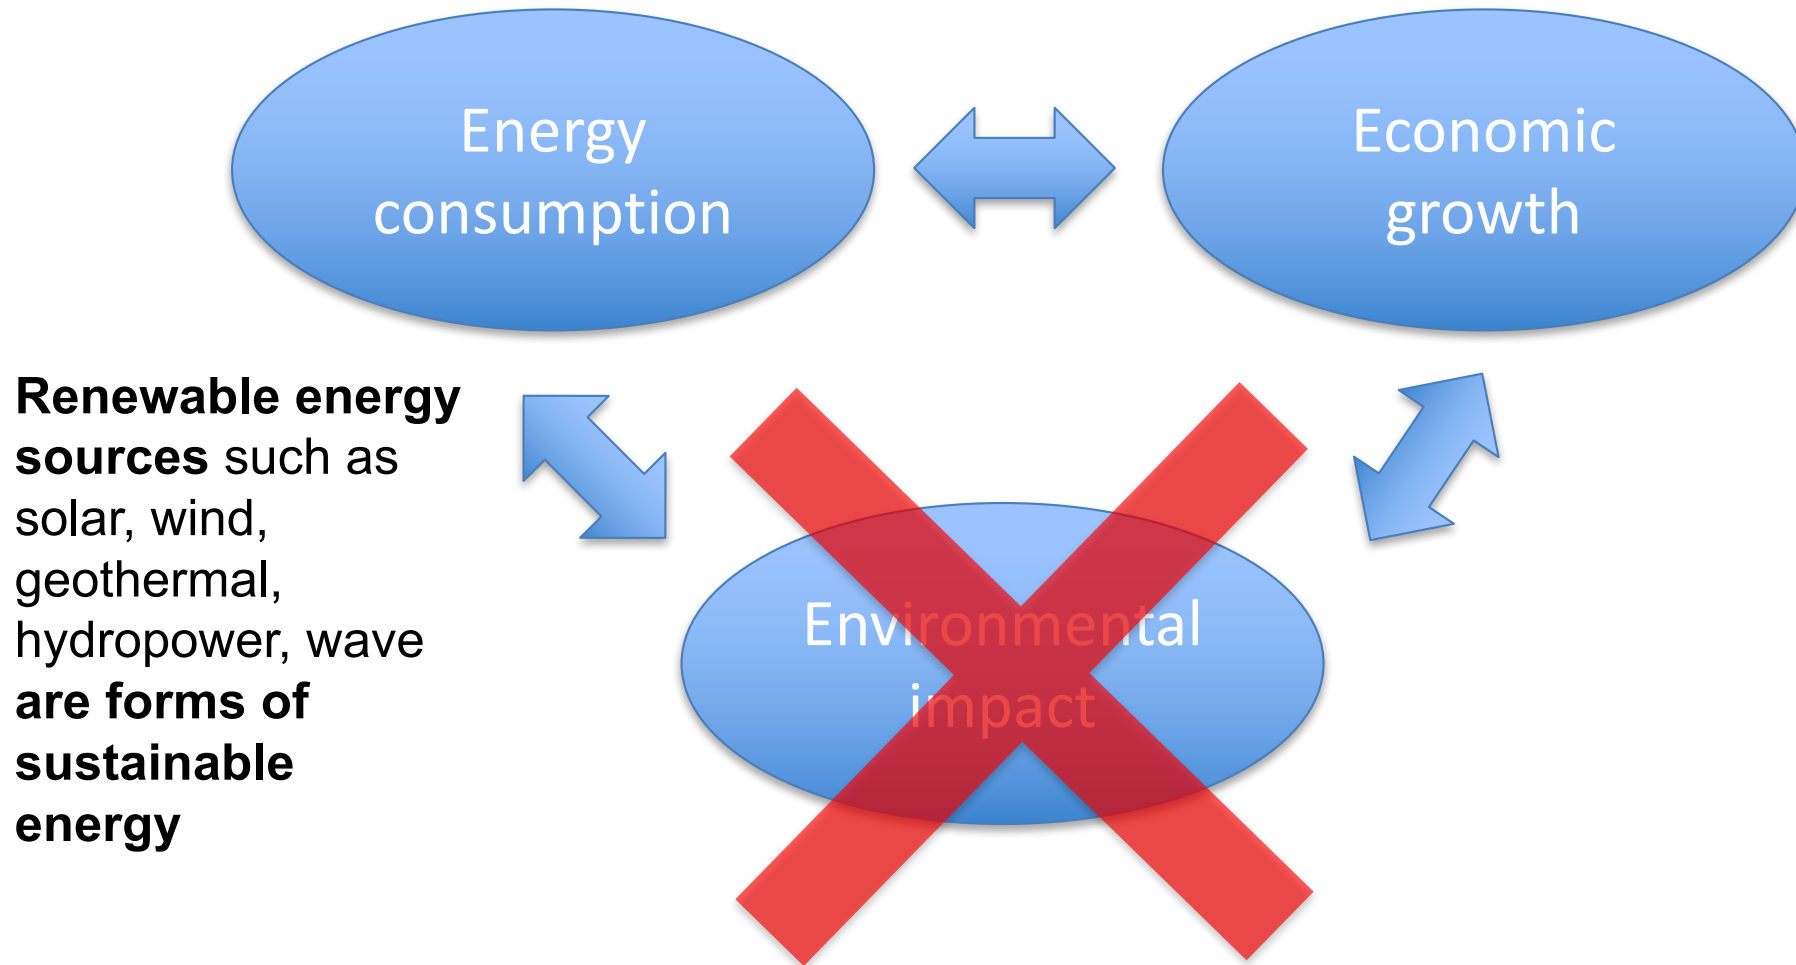 Energy
consumption
Economic
growth
Renewable energy
sources such as
solar, wind,
geothermal,
hydropower, wave
are forms of
sustainable
energy
Environmental
impact